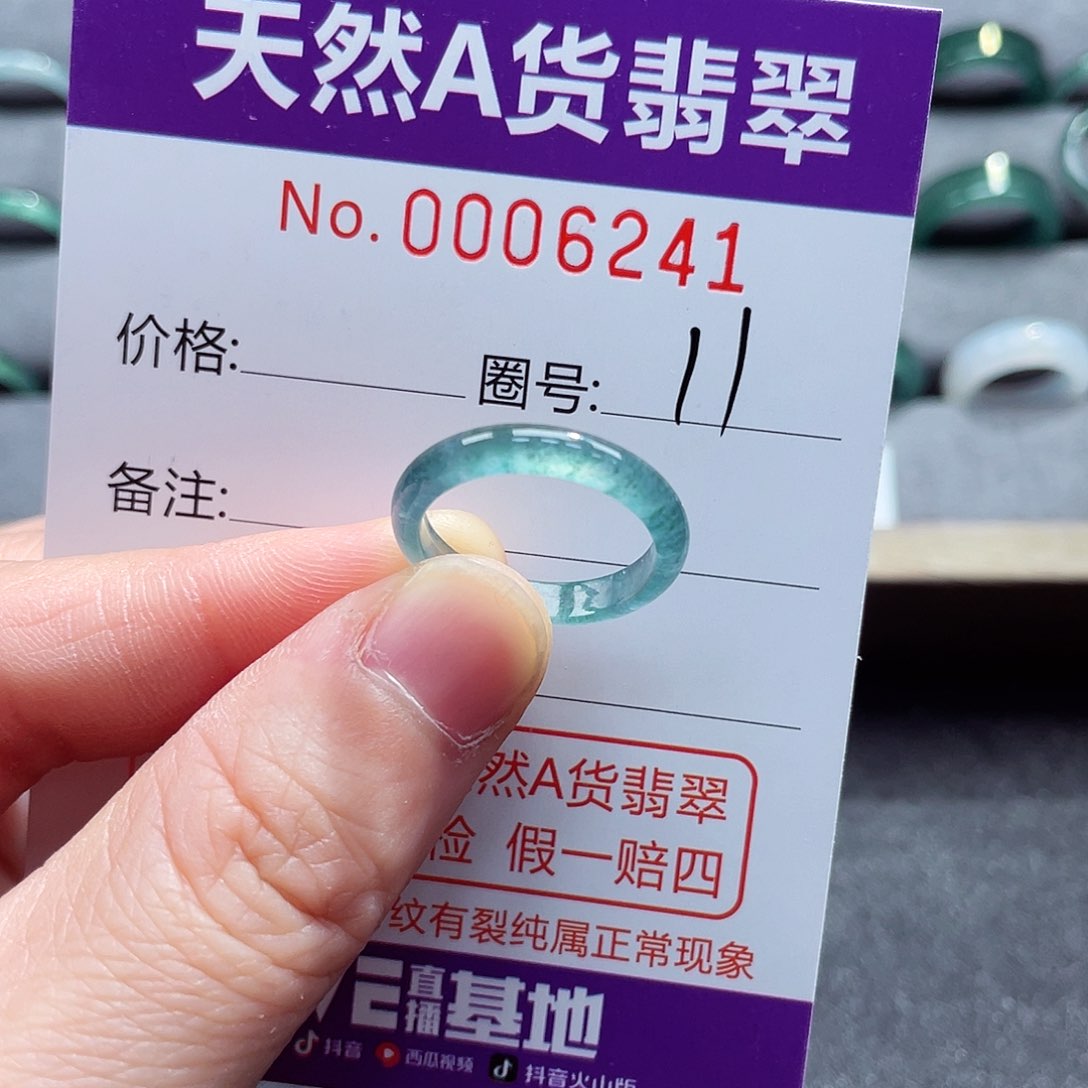 天然A货翡翠
No. 0006241
价格: 圈号: 11
备注:
然A货翡翠
检 假一赔四
纹有裂纯属正常现象
直播基地
抖音 西瓜视频 抖音火山版